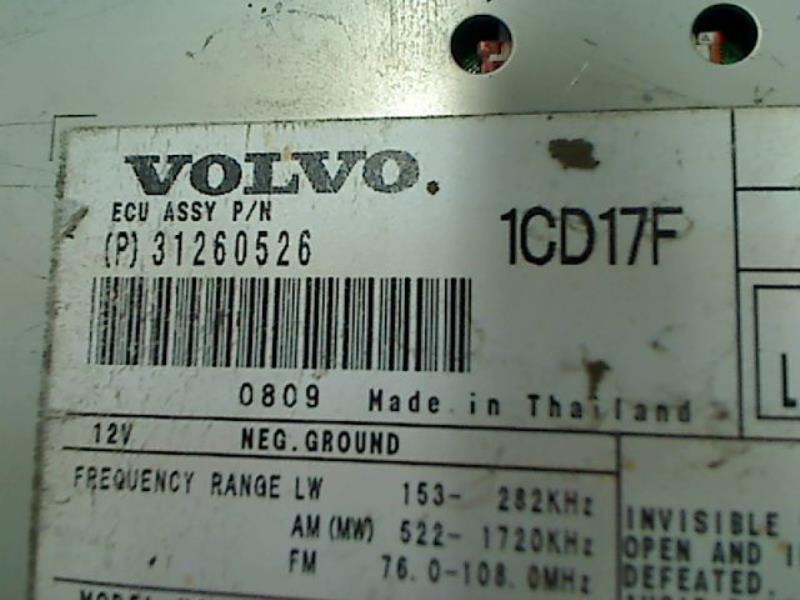 VOLVO.
ECU ASSY P/N
(P) 31260526
1CD17F
0809 Made in Thailand
12V NEG. GROUND
FREQUENCY RANGE LW 153- 282KHz
AM (MW) 522- 1720KHz
FM 76.0-108.0MHz
INVISIBLE
OPEN AND
DEFEATED.
L